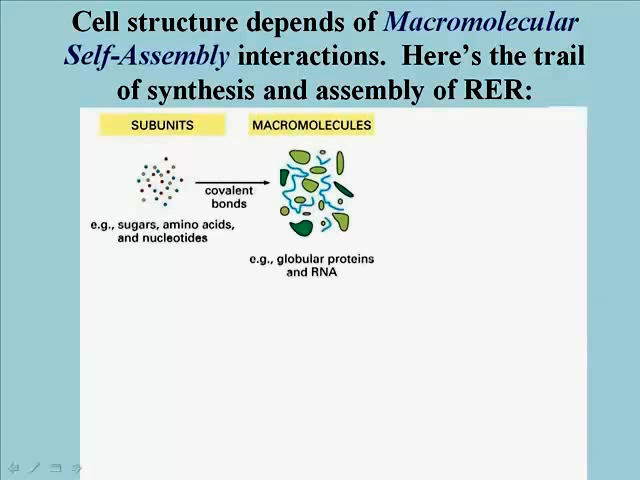 Cell structure depends of Macromolecular
Self-Assembly interactions. Here's the trail
of synthesis and assembly of RER:
SUBUNITS
MACROMOLECULES
covalent
bonds
e.g., sugars, amino acids,
and nucleotides
e.g., globular proteins
and RNA